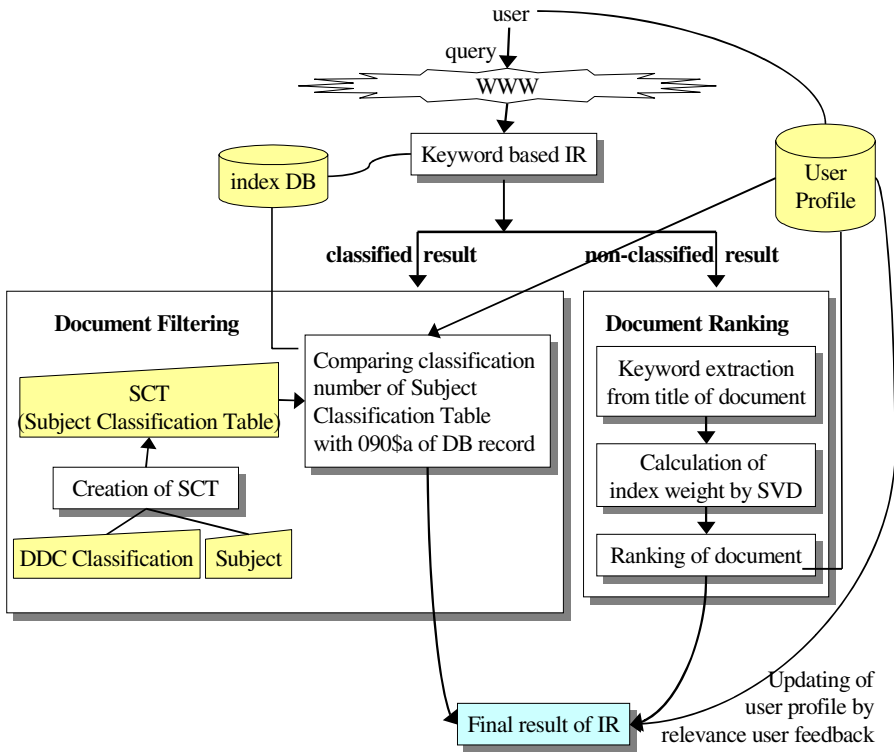 user
query
WWW
Keyword based IR
index DB
User
Profile
classified result
non-classified result
Document Filtering
Comparing classification
number of Subject
Classification Table
with 090$a of DB record
SCT
(Subject Classification Table)
Creation of SCT
DDC Classification
Subject
Document Ranking
Keyword extraction
from title of document
Calculation of
index weight by SVD
Ranking of document
Final result of IR
Updating of
user profile by
relevance user feedback